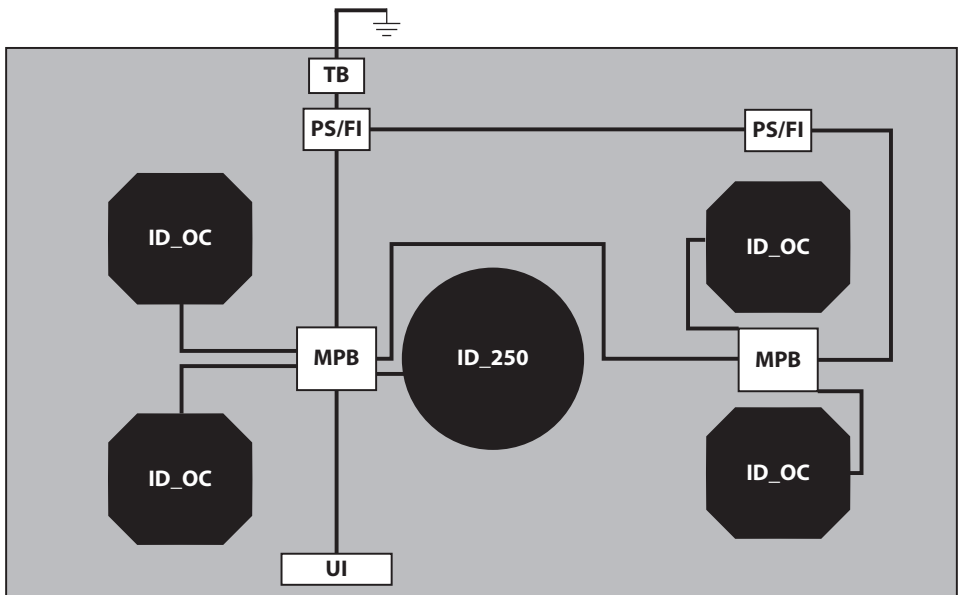 TB
PS/FI
PS/FI
ID_OC
ID_OC
MPB
ID_250
MPB
ID_OC
ID_OC
UI